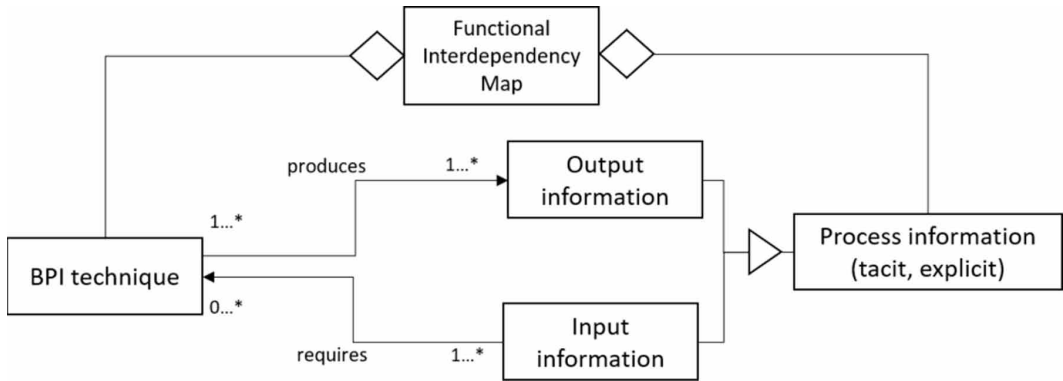 Functional
Interdependency
Map
produces
1...*
Output
information
1...*
BPI technique
0...*
requires
1...*
Input
information
Process information
(tacit, explicit)